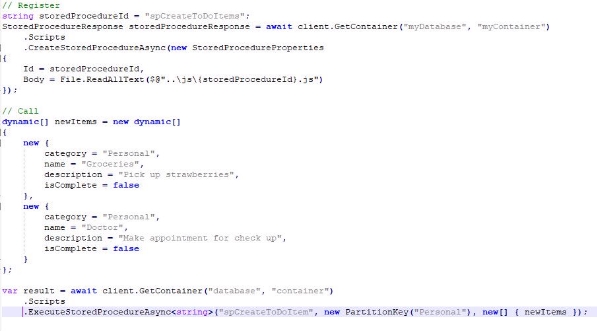 // Register
string storedProcedureId = "spCreateToDoItems";
StoredProcedureResponse storedProcedureResponse = await client.GetContainer("myDatabase", "myContainer")
    .Scripts
    .CreateStoredProcedureAsync(new StoredProcedureProperties
{
    Id = storedProcedureId,
    Body = File.ReadAllText($@"..\js\{storedProcedureId}.js")
});

// Call
dynamic[] newItems = new dynamic[]
{
    new {
        category = "Personal",
        name = "Groceries",
        description = "Pick up strawberries",
        isComplete = false
    },
    new {
        category = "Personal",
        name = "Doctor",
        description = "Make appointment for check up",
        isComplete = false
    }
};

var result = await client.GetContainer("database", "container")
    .Scripts
    .ExecuteStoredProcedureAsync<string>("spCreateToDoItem", new PartitionKey("Personal"), new[] { newItems });